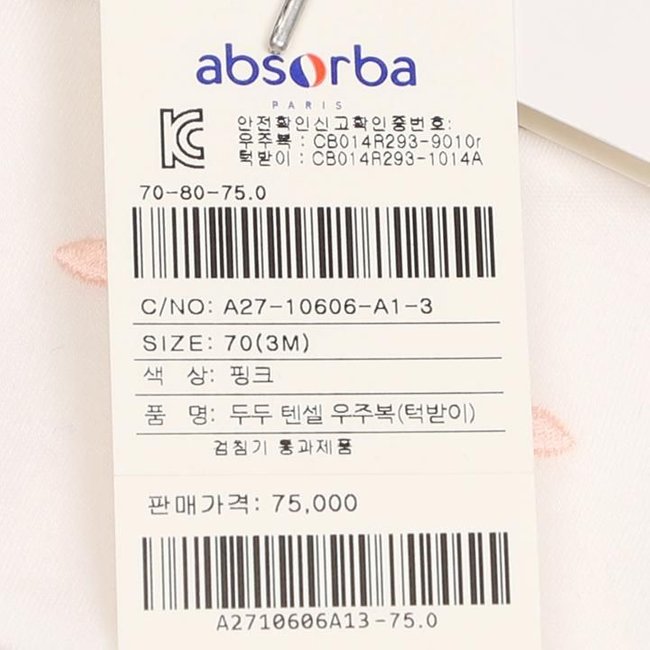 absorba
PARIS
안전확인신고확인증번호:
우주복 : CB014R293-9010r
턱받이 : CB014R293-1014A
70-80-75.0
C/NO: A27-10606-A1-3
SIZE: 70(3M)
색 상: 핑크
품 명: 두두 텐셀 우주복(턱받이)
검침기 통과제품
판매가격: 75,000
A2710606A13-75.0